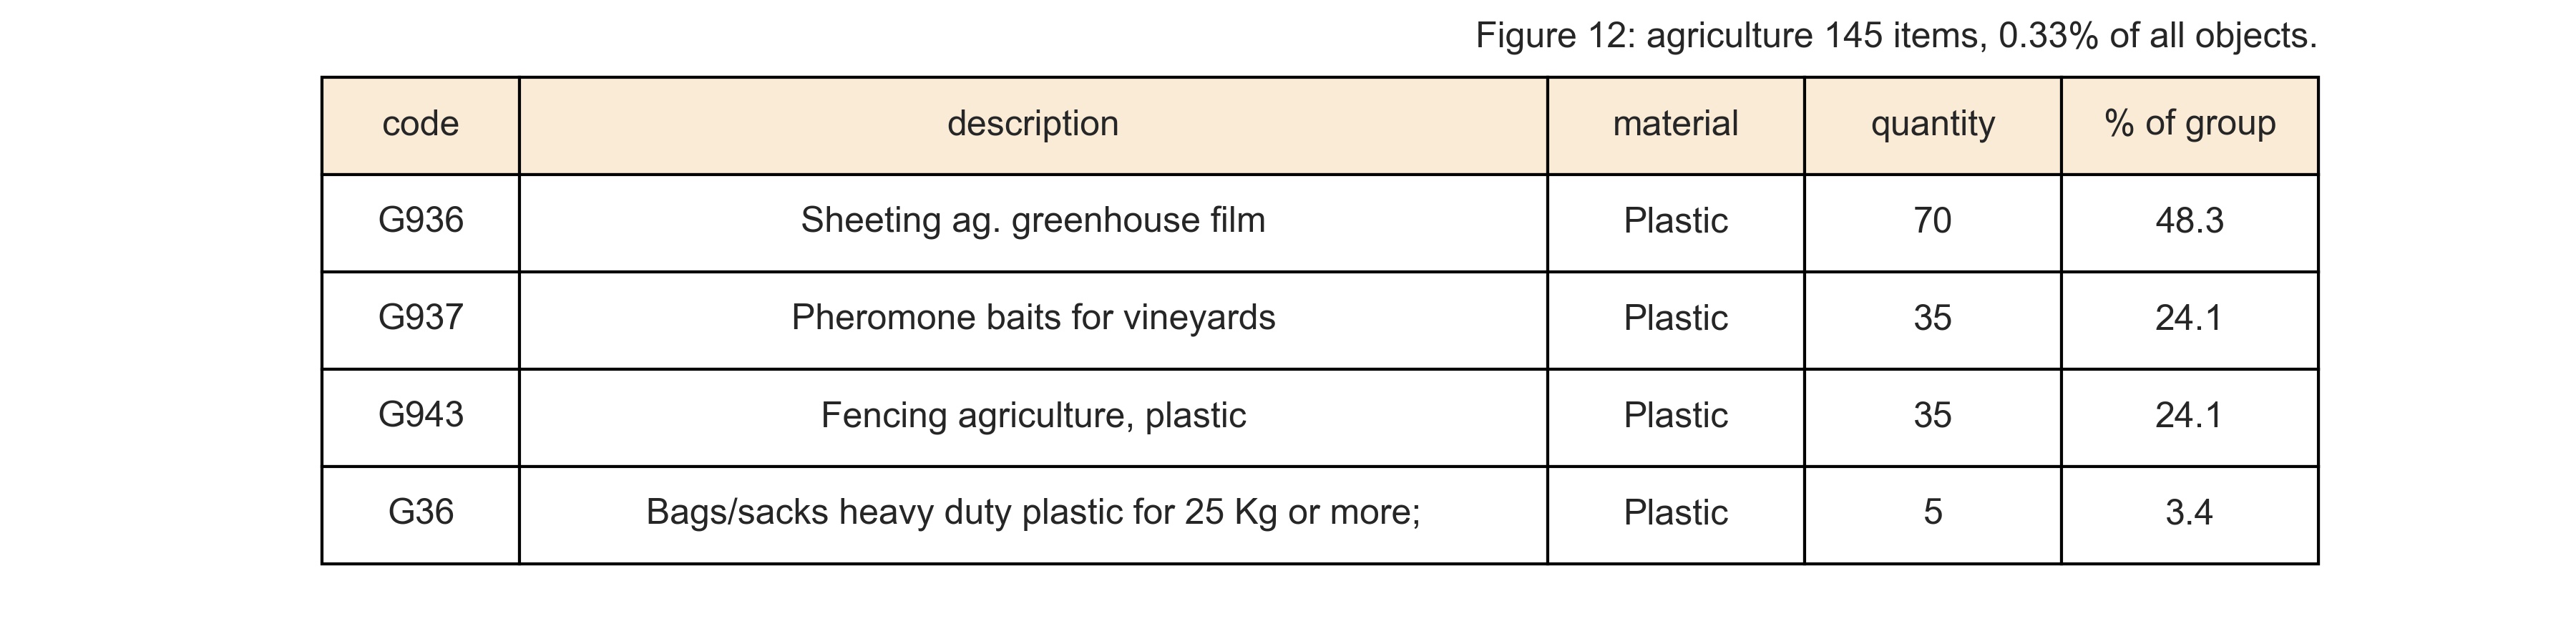 Figure 12: agriculture 145 items, 0.33% of all objects.
code description material quantity % of group
G936 Sheeting ag. greenhouse film Plastic 70 48.3
G937 Pheromone baits for vineyards Plastic 35 24.1
G943 Fencing agriculture, plastic Plastic 35 24.1
G36 Bags/sacks heavy duty plastic for 25 Kg or more; Plastic 5 3.4